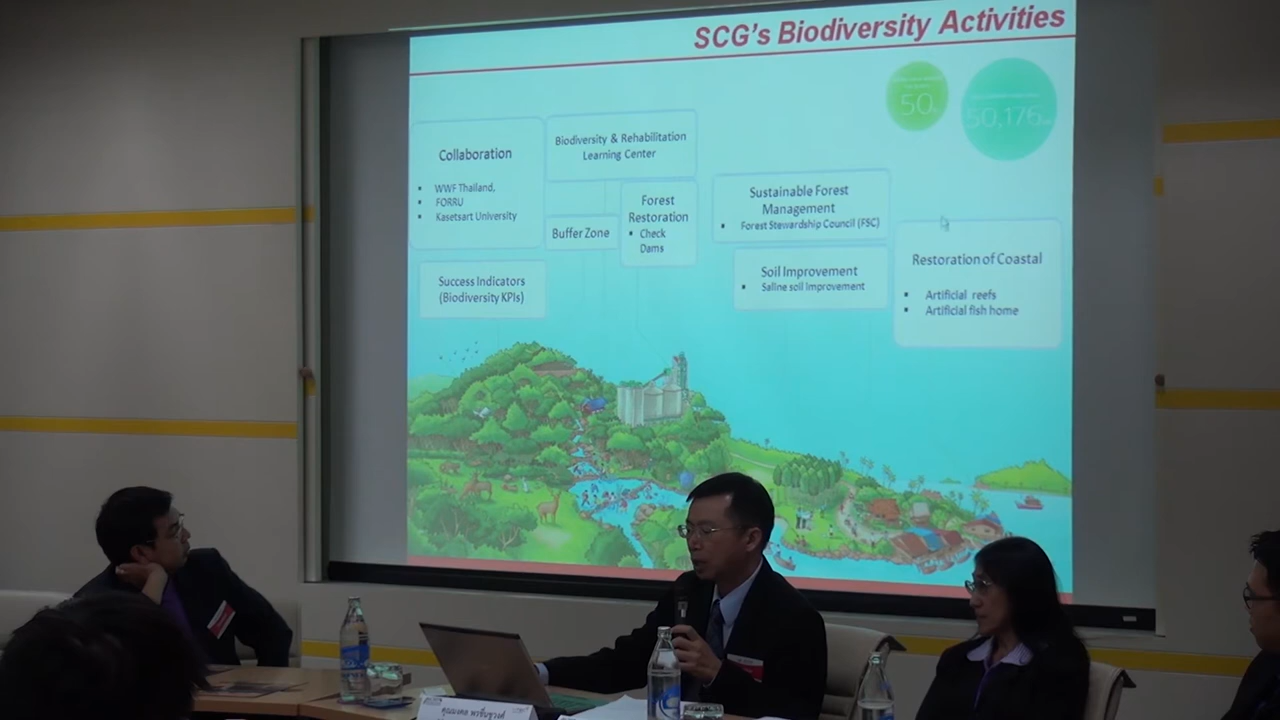 SCG's Biodiversity Activities
50
50,176
Collaboration
▪ WWF Thailand,
▪ FORRU
▪ Kasetsart University
Biodiversity & Rehabilitation
Learning Center
Buffer Zone
Forest
Restoration
▪ Check
Dams
Success Indicators
(Biodiversity KPIs)
Sustainable Forest
Management
▪ Forest Stewardship Council (FSC)
Soil Improvement
▪ Saline soil improvement
Restoration of Coastal
▪ Artificial reefs
▪ Artificial fish home